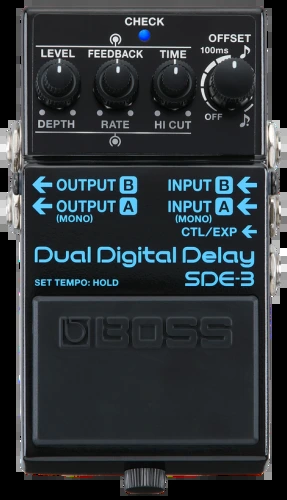 CHECK
LEVEL FEEDBACK TIME OFFSET
100ms
DEPTH RATE HI CUT OFF
OUTPUT B INPUT B
OUTPUT A INPUT A
(MONO) (MONO)
CTL/EXP
Dual Digital Delay
SET TEMPO: HOLD SDE-3
BOSS